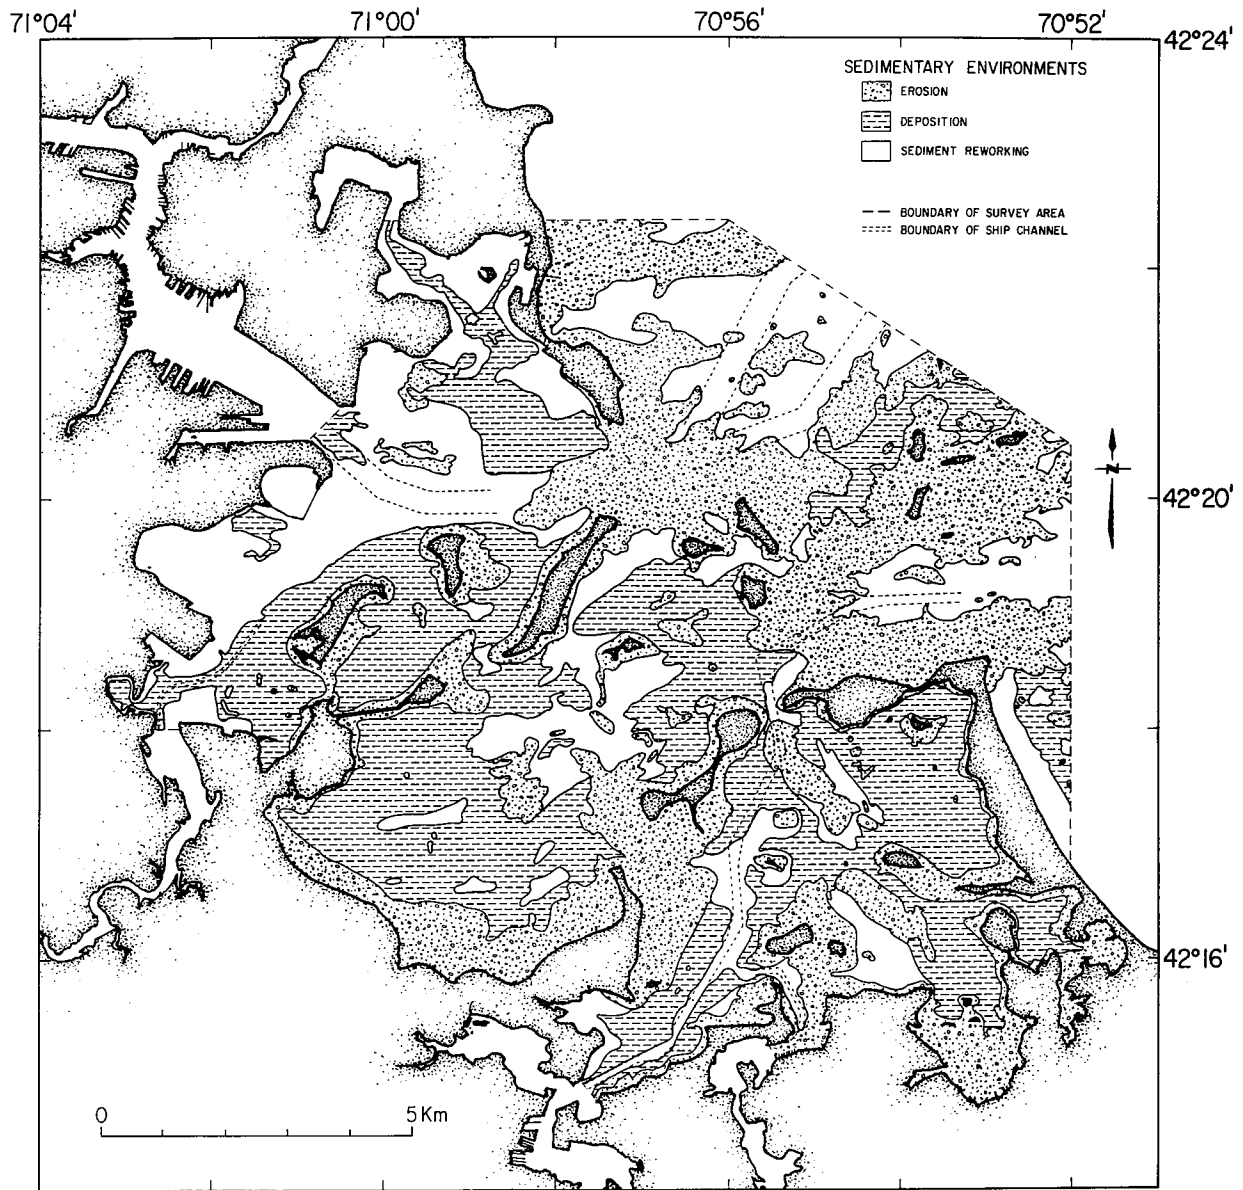 71°04' 71°00' 70°56' 70°52'
42°24'
SEDIMENTARY ENVIRONMENTS
EROSION
DEPOSITION
SEDIMENT REWORKING
BOUNDARY OF SURVEY AREA
BOUNDARY OF SHIP CHANNEL
N
42°20'
42°16'
0 5 Km